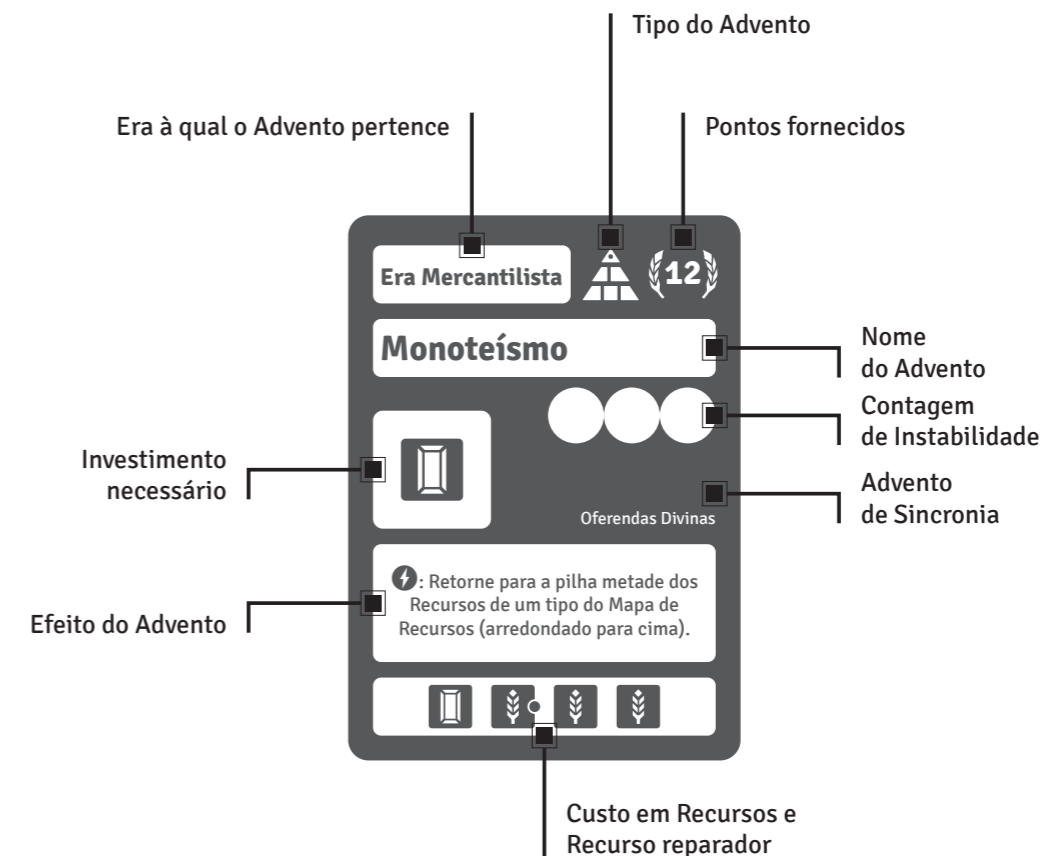 Tipo do Advento
Era à qual o Advento pertence
Pontos fornecidos
Era Mercantilista
12
Monoteísmo
Nome
do Advento
Contagem
de Instabilidade
Investimento
necessário
Advento
de Sincronia
Oferendas Divinas
: Retorne para a pilha metade dos
Recursos de um tipo do Mapa de
Recursos (arredondado para cima).
Efeito do Advento
Custo em Recursos e
Recurso reparador